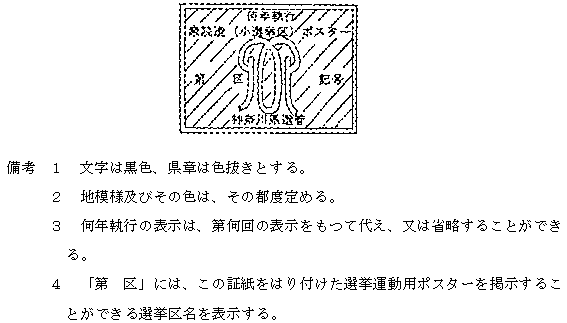 何年執行
衆院選（小選挙区）ポスター
第　区　記号
神奈川県選管
備考　１　文字は黒色、県章は色抜きとする。
２　地模様及びその色は、その都度定める。
３　何年執行の表示は、第何回の表示をもつて代え、又は省略することができ
る。
４　「第　区」には、この証紙をはり付けた選挙運動用ポスターを掲示するこ
とができる選挙区名を表示する。